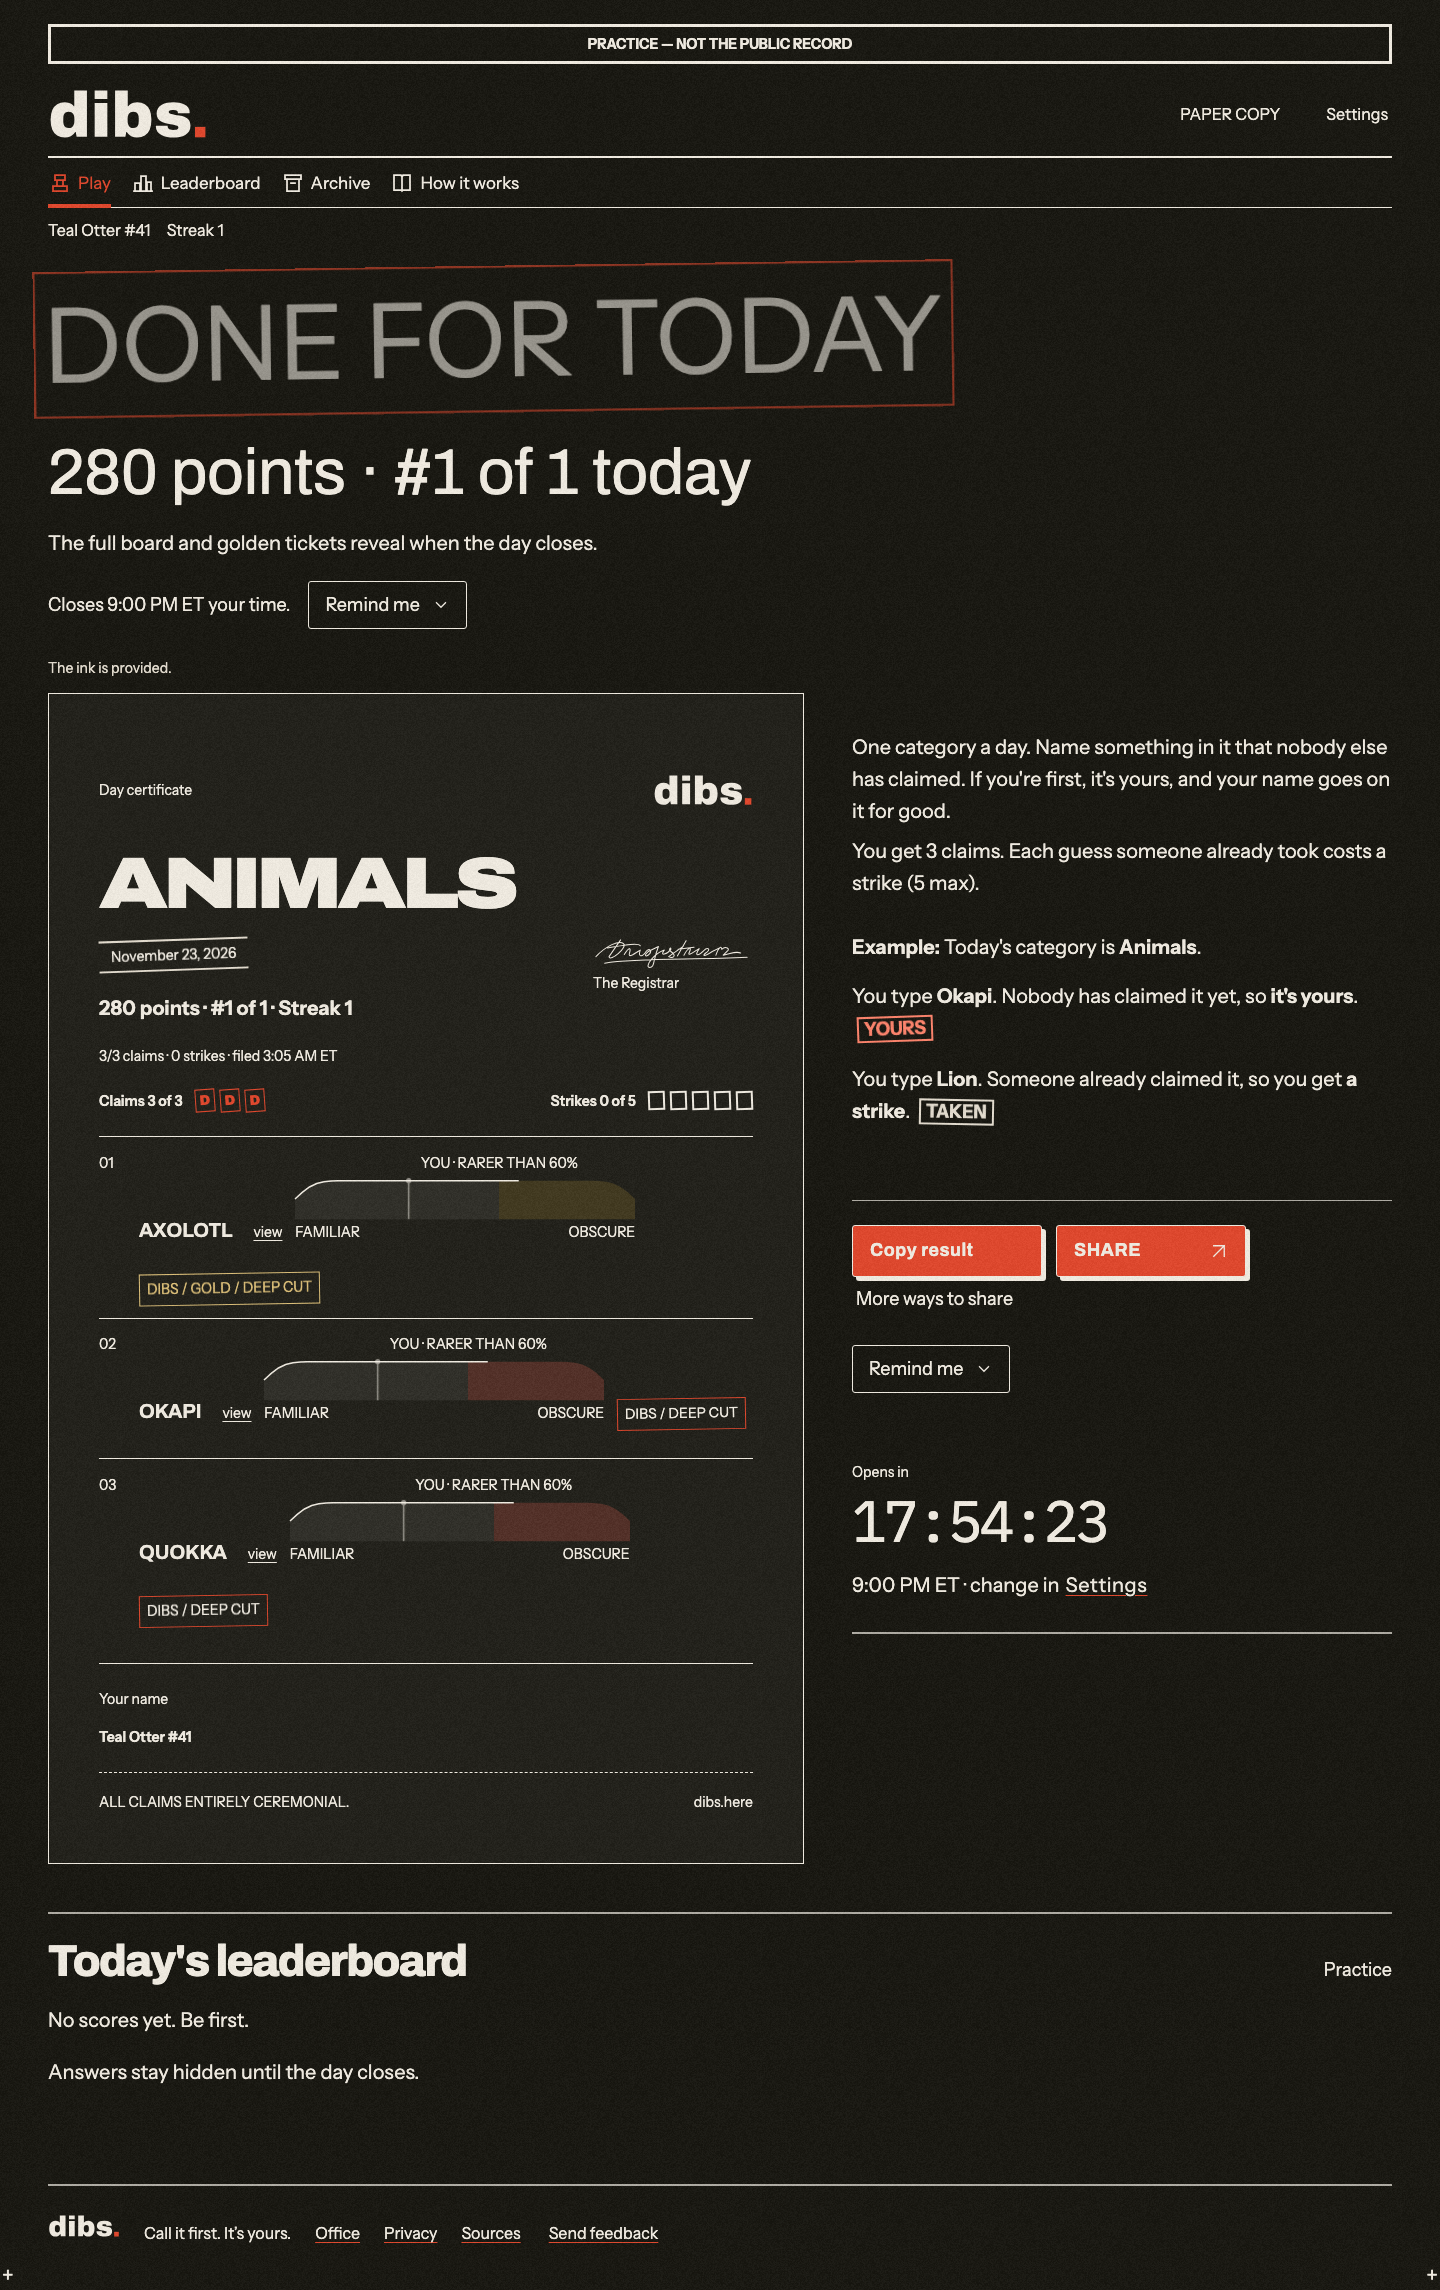 PRACTICE — NOT THE PUBLIC RECORD
dibs.
PAPER COPY Settings
Play Leaderboard Archive How it works
Teal Otter #41 Streak 1
DONE FOR TODAY
280 points · #1 of 1 today
The full board and golden tickets reveal when the day closes.
Closes 9:00 PM ET your time. Remind me
The ink is provided.
Day certificate dibs.
ANIMALS
November 23, 2026
The Registrar
280 points · #1 of 1 · Streak 1
3/3 claims · 0 strikes · filed 3:05 AM ET
Claims 3 of 3 D D D Strikes 0 of 5
01 YOU · RARER THAN 60%
AXOLOTL view FAMILIAR OBSCURE
DIBS / GOLD / DEEP CUT
02 YOU · RARER THAN 60%
OKAPI view FAMILIAR OBSCURE DIBS / DEEP CUT
03 YOU · RARER THAN 60%
QUOKKA view FAMILIAR OBSCURE
DIBS / DEEP CUT
Your name
Teal Otter #41
ALL CLAIMS ENTIRELY CEREMONIAL. dibs.here
One category a day. Name something in it that nobody else
has claimed. If you're first, it's yours, and your name goes on
it for good.
You get 3 claims. Each guess someone already took costs a
strike (5 max).
Example: Today's category is Animals.
You type Okapi. Nobody has claimed it yet, so it's yours.
YOURS
You type Lion. Someone already claimed it, so you get a
strike. TAKEN
Copy result SHARE
More ways to share
Remind me
Opens in
17:54:23
9:00 PM ET · change in Settings
Today's leaderboard Practice
No scores yet. Be first.
Answers stay hidden until the day closes.
dibs. Call it first. It's yours. Office Privacy Sources Send feedback
+ +